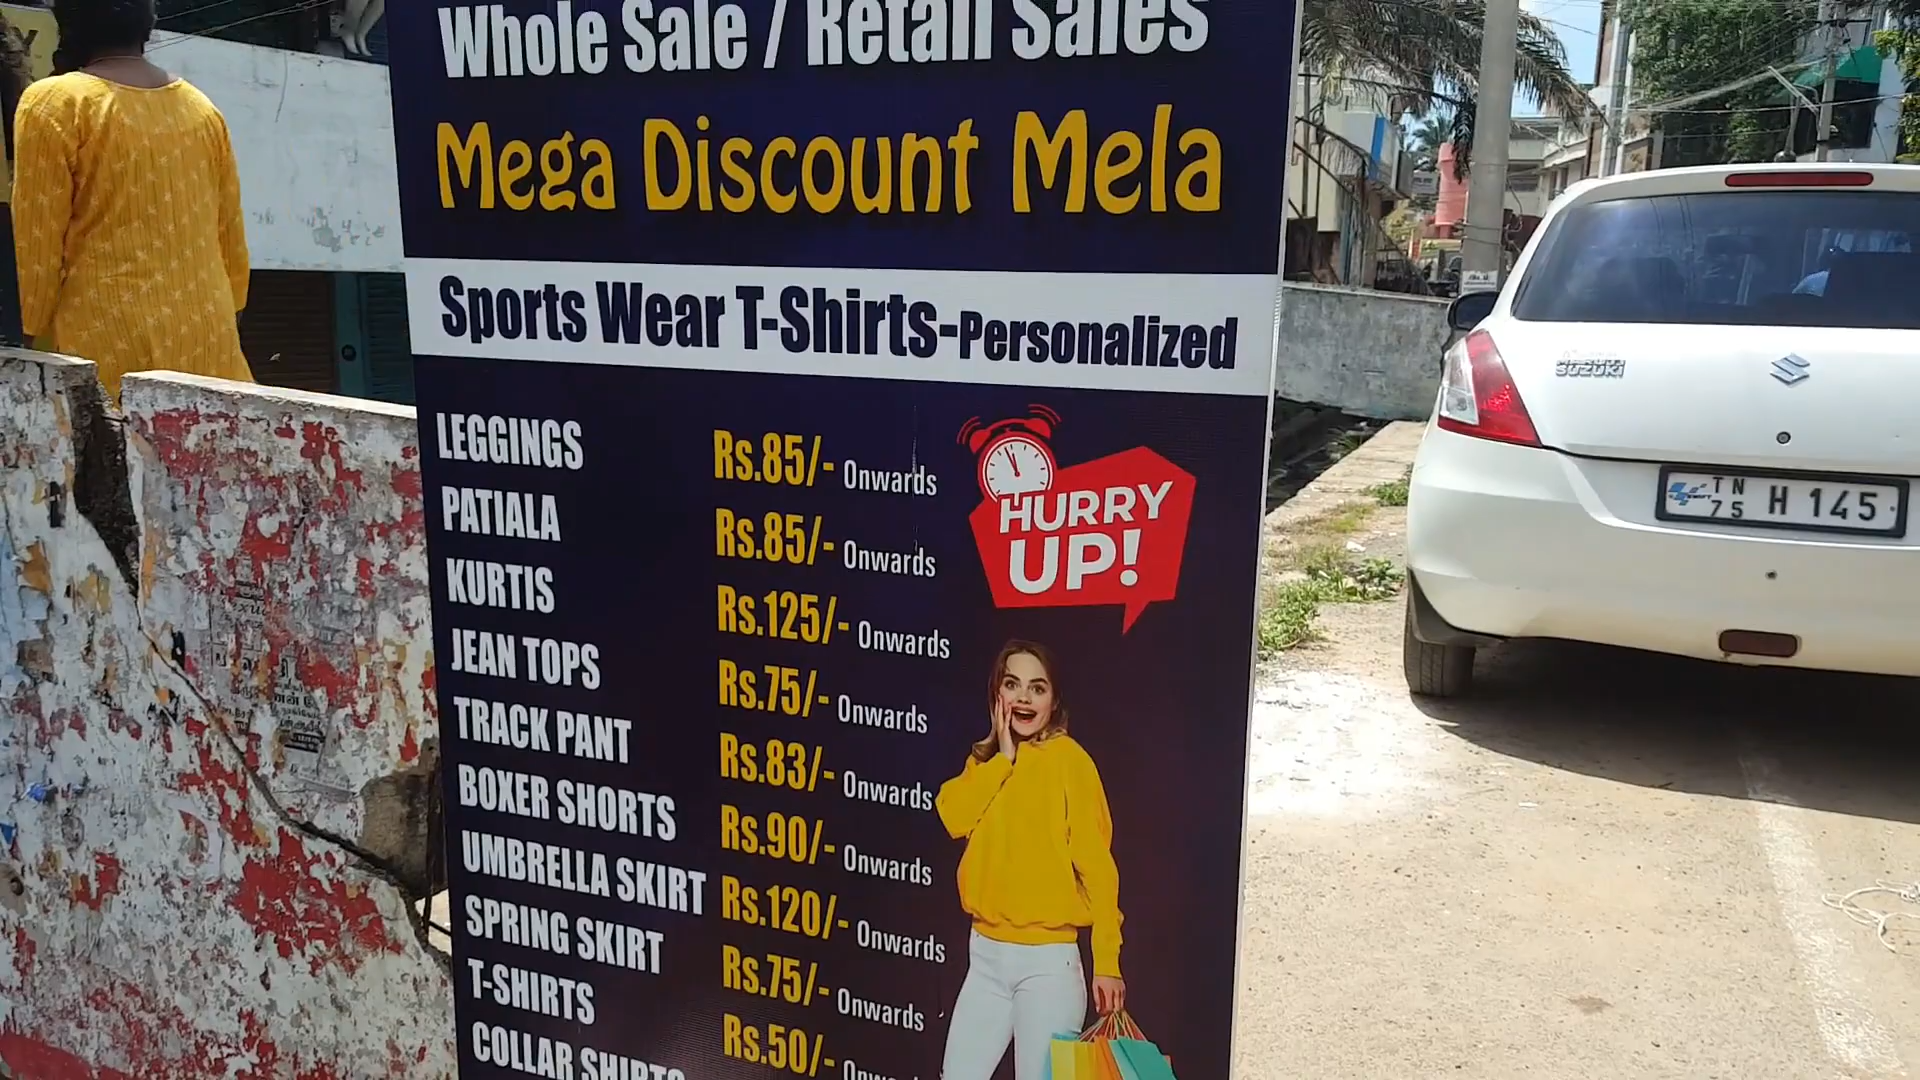 Whole Sale / Retail Sales
Mega Discount Mela
Sports Wear T-Shirts-Personalized
LEGGINGS Rs.85/- Onwards
PATIALA Rs.85/- Onwards
KURTIS Rs.125/- Onwards
JEAN TOPS Rs.75/- Onwards
TRACK PANT Rs.83/- Onwards
BOXER SHORTS Rs.90/- Onwards
UMBRELLA SKIRT Rs.120/- Onwards
SPRING SKIRT Rs.75/- Onwards
T-SHIRTS Rs.50/-
COLLAR SHIRTS
HURRY
UP!
SUZUKI
TN
75 H 145